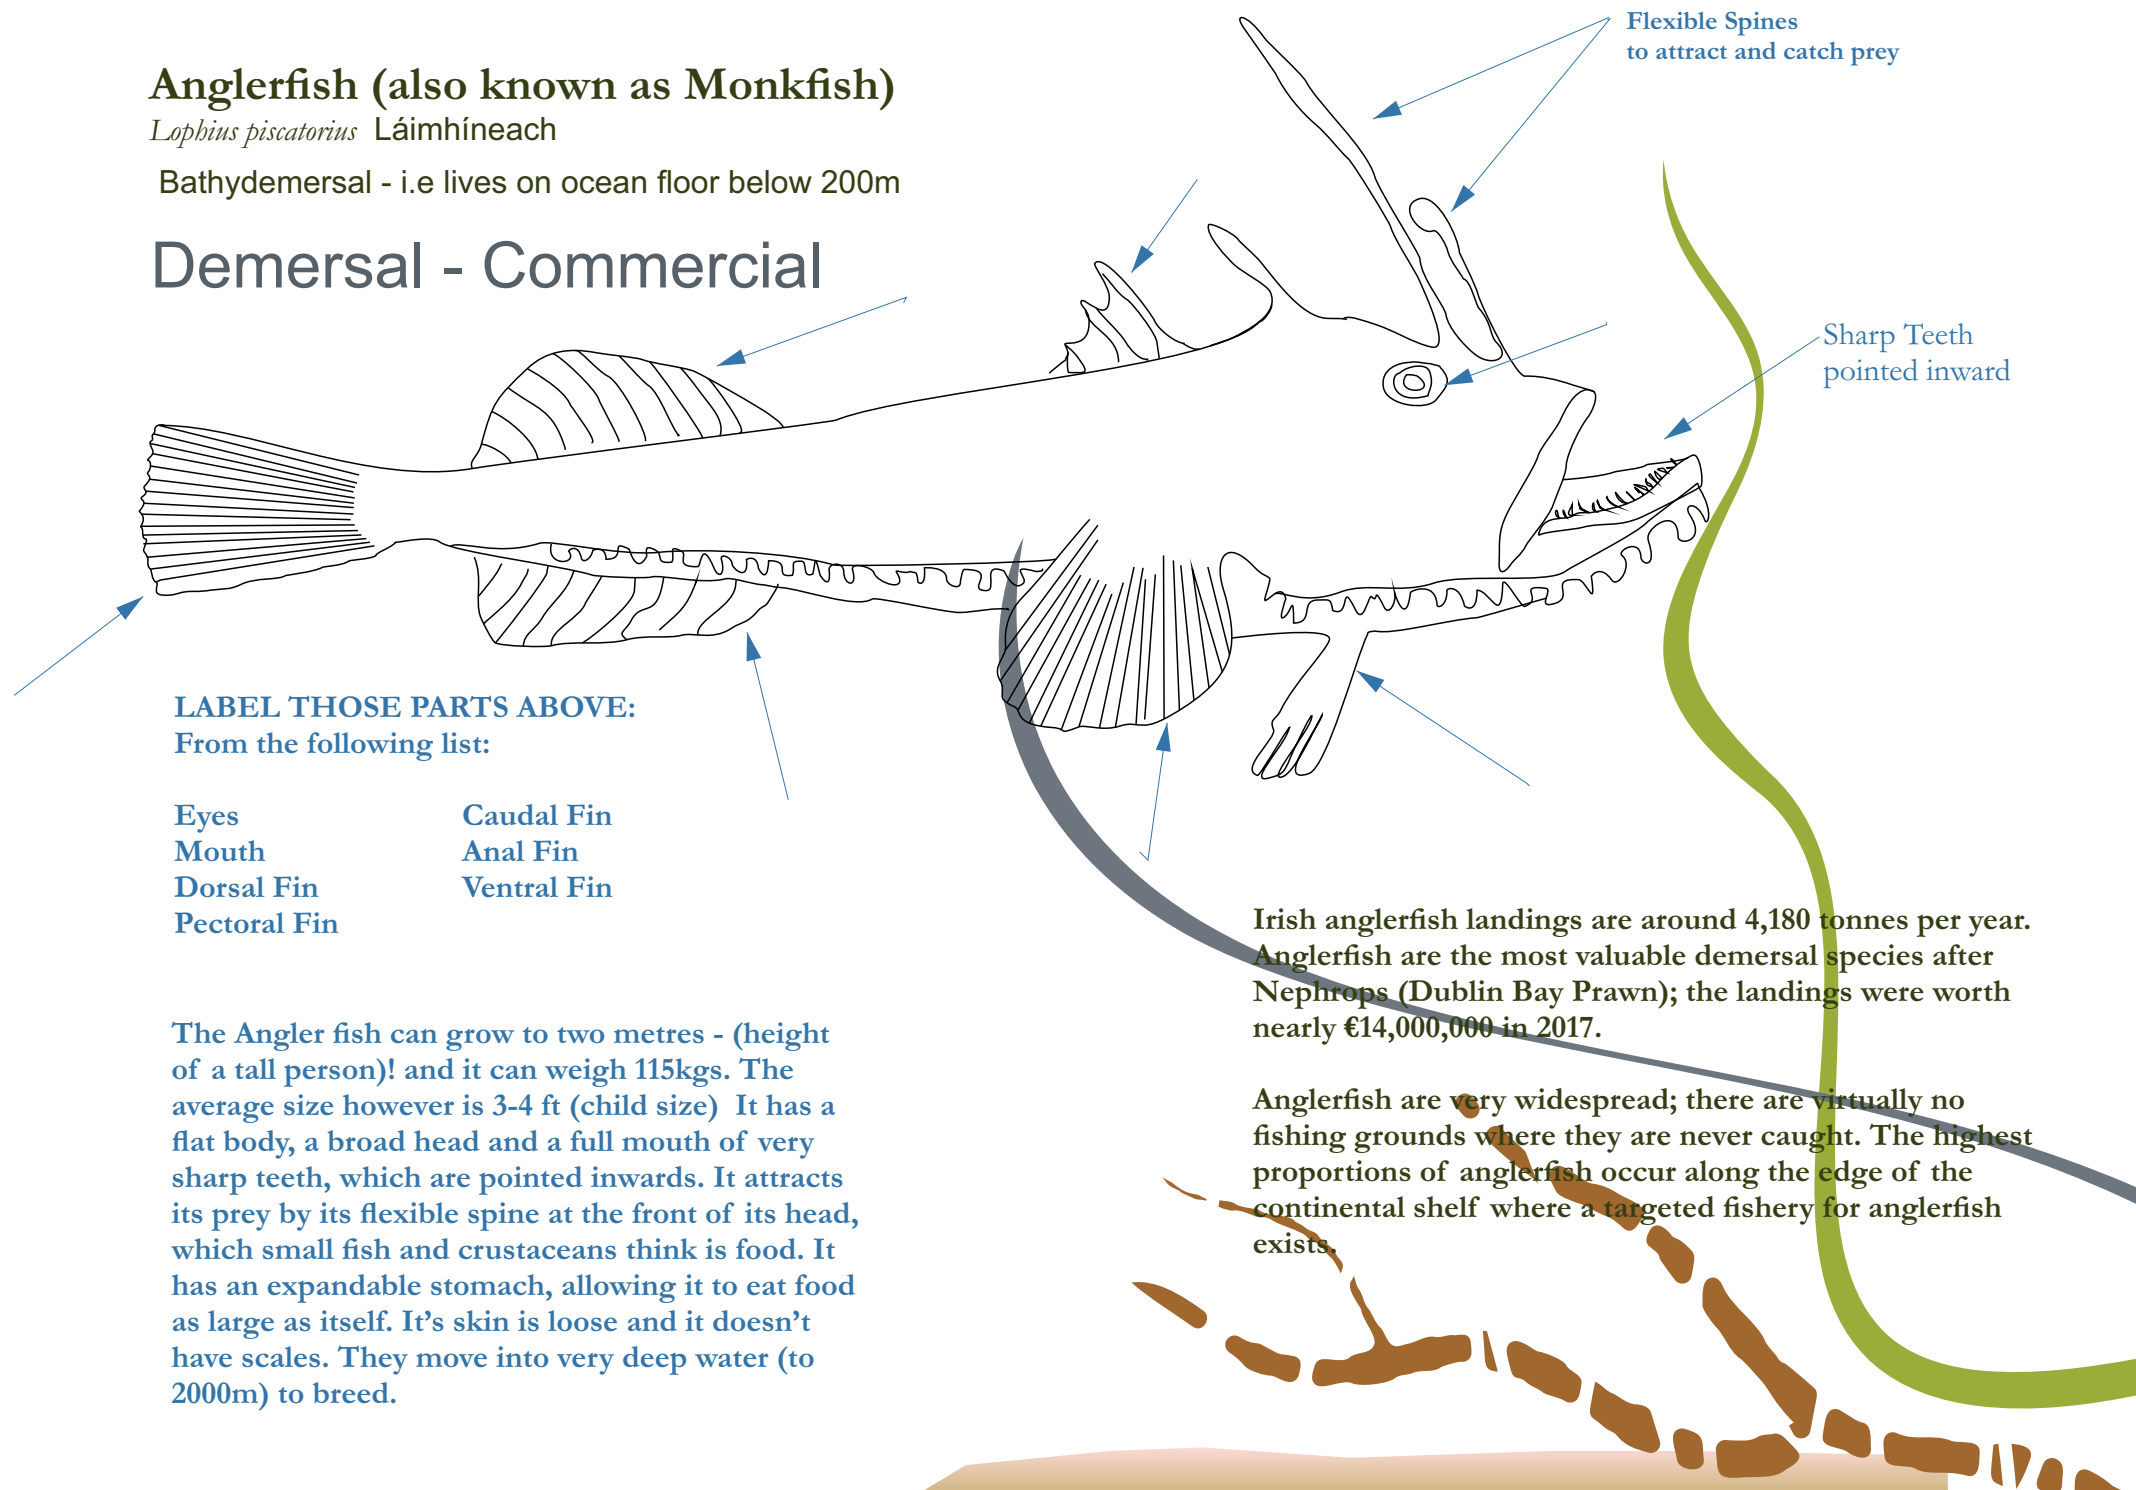 Flexible Spines
to attract and catch prey
Anglerfish (also known as Monkfish)
Lophius piscatorius Láimhíneach
Bathydemersal - i.e lives on ocean floor below 200m
Demersal - Commercial
Sharp Teeth
pointed inward
LABEL THOSE PARTS ABOVE:
From the following list:
Eyes
Mouth
Dorsal Fin
Pectoral Fin
Caudal Fin
Anal Fin
Ventral Fin
The Angler fish can grow to two metres - (height
of a tall person)! and it can weigh 115kgs. The
average size however is 3-4 ft (child size) It has a
flat body, a broad head and a full mouth of very
sharp teeth, which are pointed inwards. It attracts
its prey by its flexible spine at the front of its head,
which small fish and crustaceans think is food. It
has an expandable stomach, allowing it to eat food
as large as itself. It's skin is loose and it doesn't
have scales. They move into very deep water (to
2000m) to breed.
Irish anglerfish landings are around 4,180 tonnes per year.
Anglerfish are the most valuable demersal species after
Nephrops (Dublin Bay Prawn); the landings were worth
nearly €14,000,000 in 2017.
Anglerfish are very widespread; there are virtually no
fishing grounds where they are never caught. The highest
proportions of anglerfish occur along the edge of the
continental shelf where a targeted fishery for anglerfish
exists.